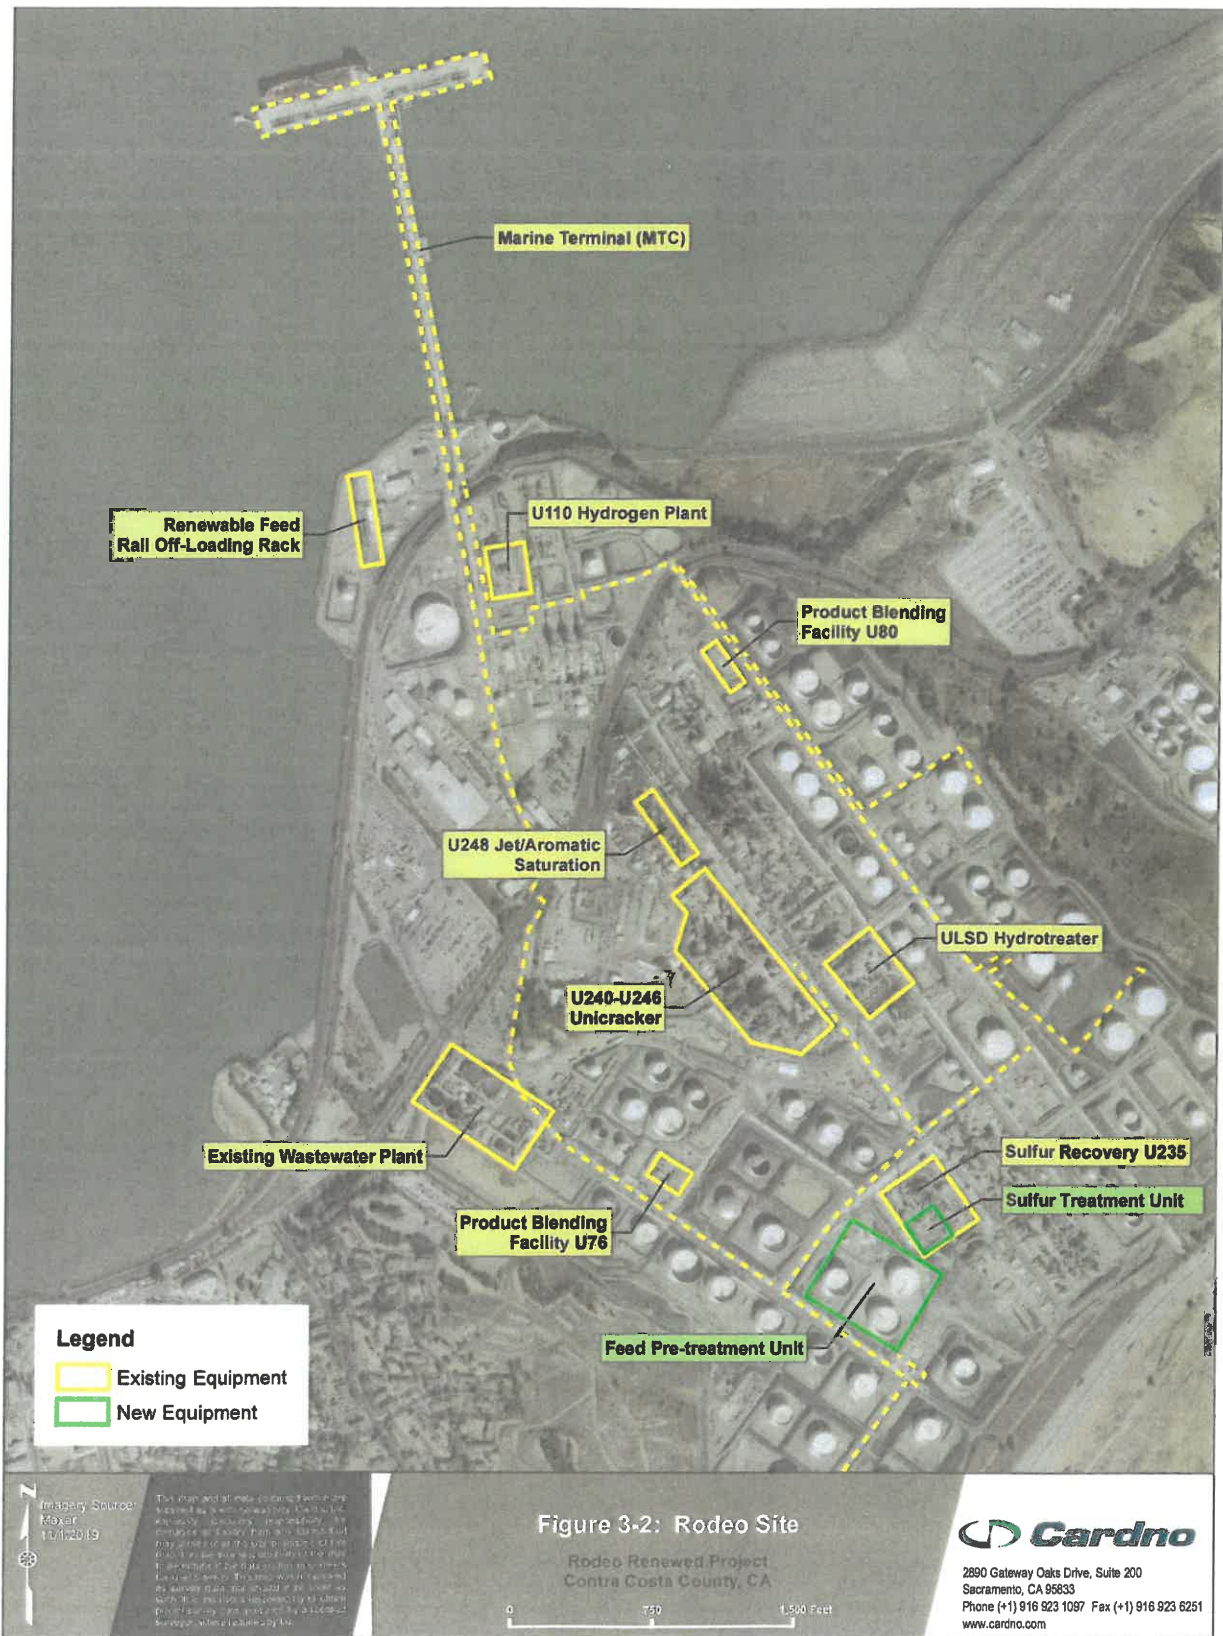 Marine Terminal (MTC)
Renewable Feed
Rail Off-Loading Rack
U110 Hydrogen Plant
Product Blending
Facility U80
U248 Jet/Aromatic
Saturation
ULSD Hydrotreater
U240-U246
Unicracker
Existing Wastewater Plant
Sulfur Recovery U235
Sulfur Treatment Unit
Product Blending
Facility U76
Feed Pre-treatment Unit
Legend
Existing Equipment
New Equipment
N
Imagery Source:
Maxar
11/1/2019
Figure 3-2: Rodeo Site
Rodeo Renewed Project
Contra Costa County, CA
0 750 1,500 Feet
Cardno
2890 Gateway Oaks Drive, Suite 200
Sacramento, CA 95833
Phone (+1) 916 923 1097 Fax (+1) 916 923 6251
www.cardno.com